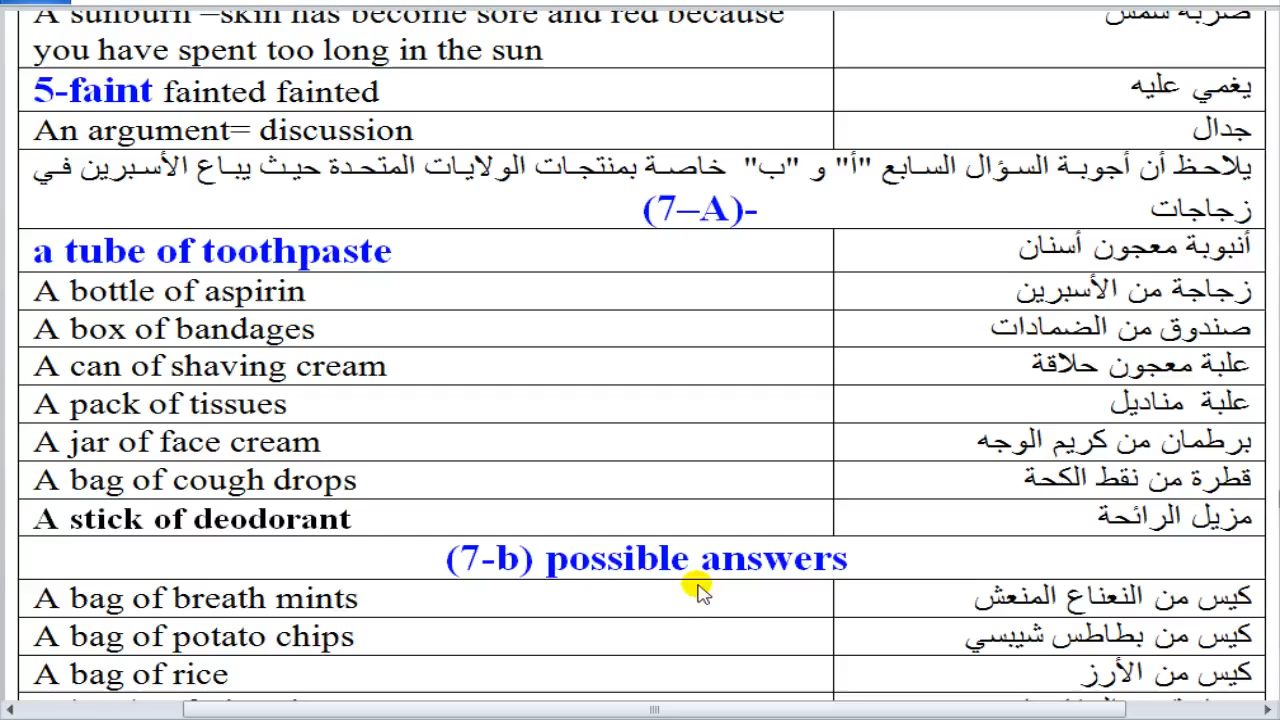 A sunburn –skin has become sore and red because
you have spent too long in the sun
ضربة شمس
5-faint fainted fainted
يغمي عليه
An argument= discussion
جدال
يلاحظ أن أجوبة السؤال السابع "أ" و "ب" خاصة بمنتجات الولايات المتحدة حيث يباع الأسبرين في
زجاجات
(7–A)-
a tube of toothpaste
أنبوبة معجون أسنان
A bottle of aspirin
زجاجة من الأسبرين
A box of bandages
صندوق من الضمادات
A can of shaving cream
علبة معجون حلاقة
A pack of tissues
علبة مناديل
A jar of face cream
برطمان من كريم الوجه
A bag of cough drops
قطرة من نقط الكحة
A stick of deodorant
مزيل الرائحة
(7-b) possible answers
A bag of breath mints
كيس من النعناع المنعش
A bag of potato chips
كيس من بطاطس شيبسي
A bag of rice
كيس من الأرز